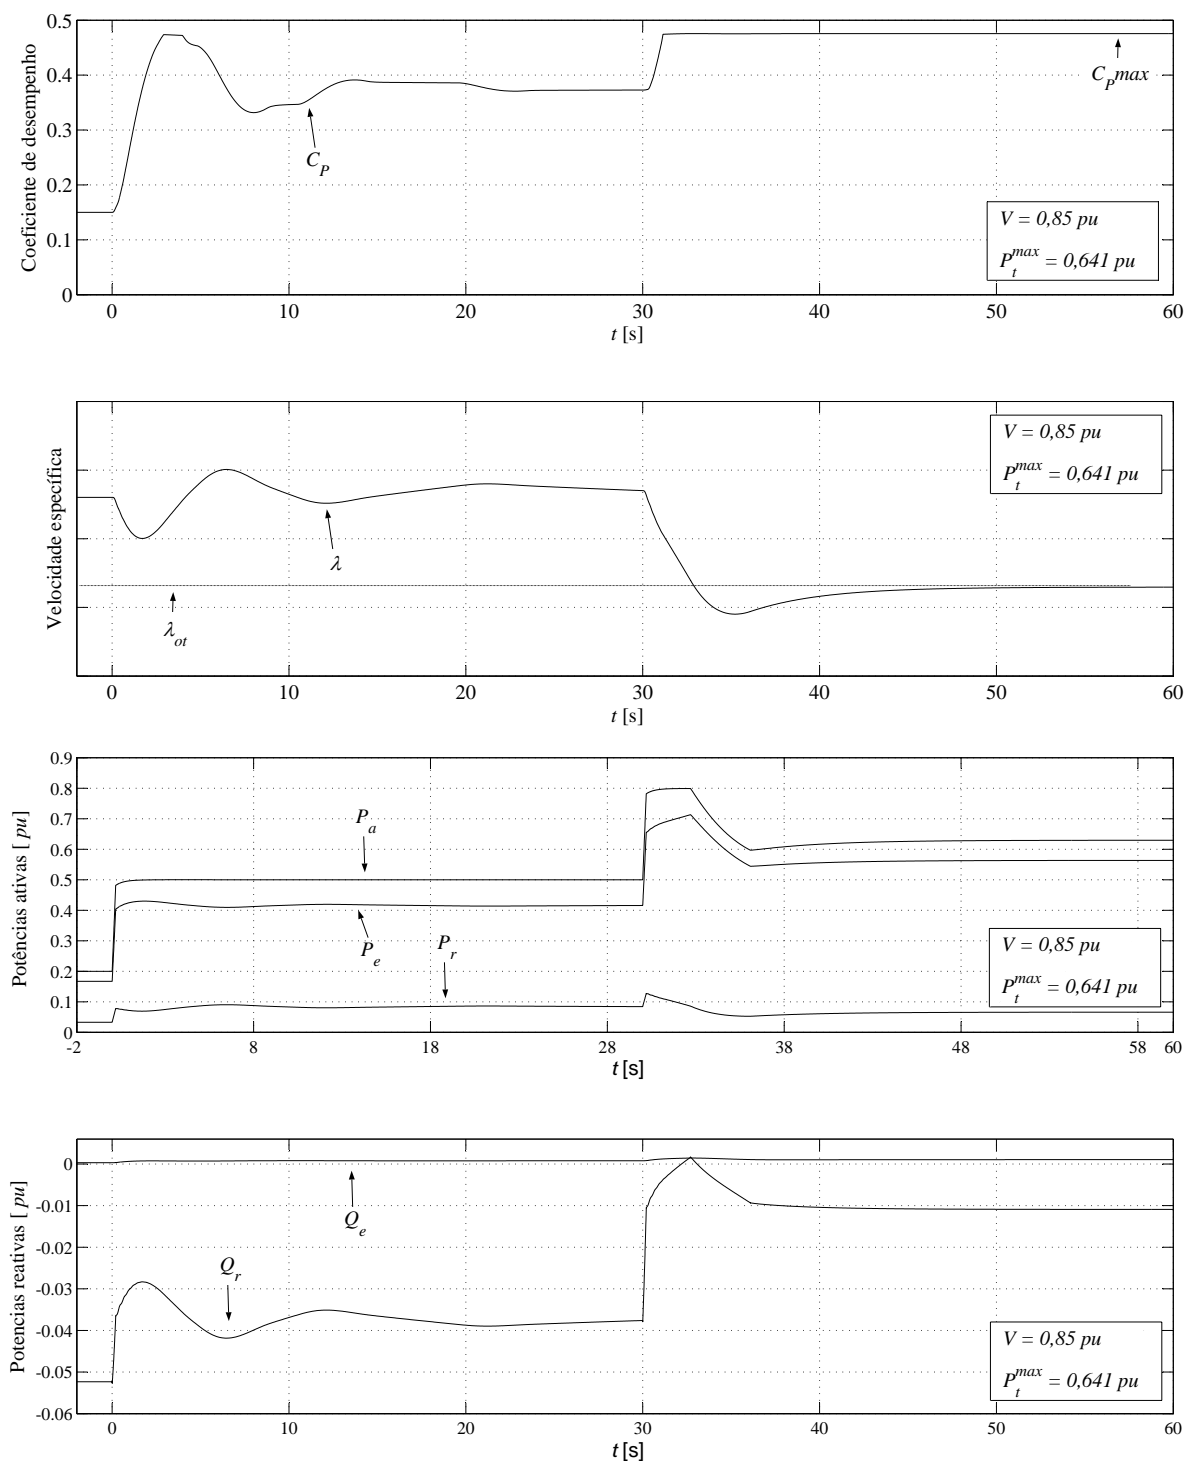 0.5
0.4
0.3
0.2
0.1
0
Coeficiente de desempenho
C_P max
C_P
V = 0,85 pu
P_t^max = 0,641 pu
0 10 20 30 40 50 60
t [s]
Velocidade específica
V = 0,85 pu
P_t^max = 0,641 pu
λ
λ_ot
0 10 20 30 40 50 60
t [s]
0.9
0.8
0.7
0.6
0.5
0.4
0.3
0.2
0.1
0
Potências ativas [ pu]
P_a
P_e
P_r
V = 0,85 pu
P_t^max = 0,641 pu
-2 8 18 28 38 48 58 60
t [s]
0
-0.01
-0.02
-0.03
-0.04
-0.05
-0.06
Potencias reativas [ pu]
Q_e
Q_r
V = 0,85 pu
P_t^max = 0,641 pu
0 10 20 30 40 50 60
t [s]